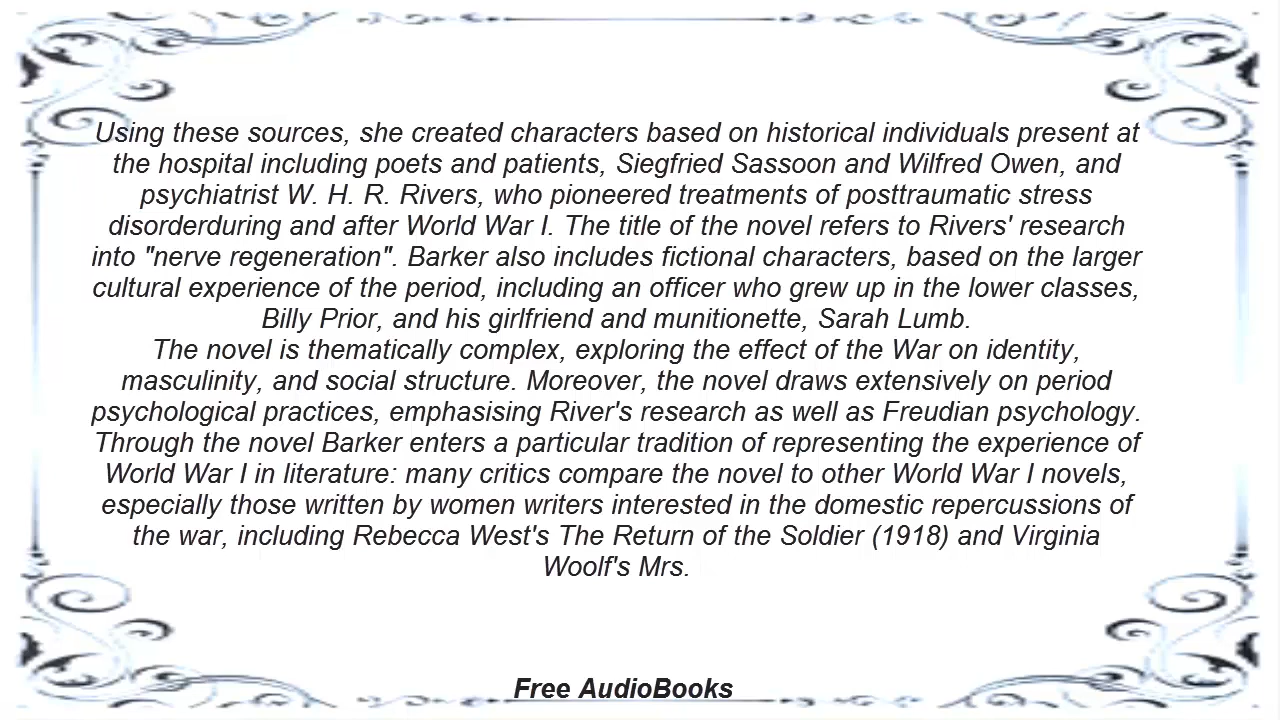 Using these sources, she created characters based on historical individuals present at
the hospital including poets and patients, Siegfried Sassoon and Wilfred Owen, and
psychiatrist W. H. R. Rivers, who pioneered treatments of posttraumatic stress
disorderduring and after World War I. The title of the novel refers to Rivers' research
into "nerve regeneration". Barker also includes fictional characters, based on the larger
cultural experience of the period, including an officer who grew up in the lower classes,
Billy Prior, and his girlfriend and munitionette, Sarah Lumb.
The novel is thematically complex, exploring the effect of the War on identity,
masculinity, and social structure. Moreover, the novel draws extensively on period
psychological practices, emphasising River's research as well as Freudian psychology.
Through the novel Barker enters a particular tradition of representing the experience of
World War I in literature: many critics compare the novel to other World War I novels,
especially those written by women writers interested in the domestic repercussions of
the war, including Rebecca West's The Return of the Soldier (1918) and Virginia
Woolf's Mrs.
Free AudioBooks